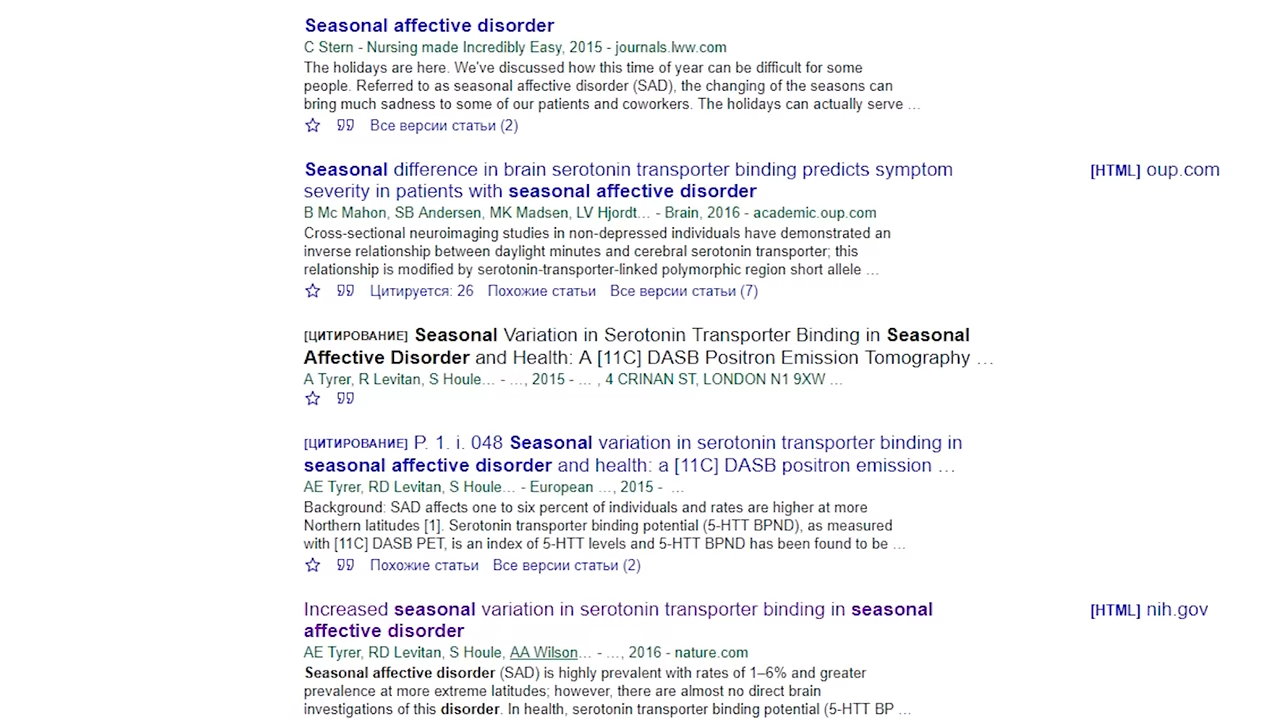 Seasonal affective disorder
C Stern - Nursing made Incredibly Easy, 2015 - journals.lww.com
The holidays are here. We've discussed how this time of year can be difficult for some
people. Referred to as seasonal affective disorder (SAD), the changing of the seasons can
bring much sadness to some of our patients and coworkers. The holidays can actually serve …
Все версии статьи (2)
Seasonal difference in brain serotonin transporter binding predicts symptom
severity in patients with seasonal affective disorder
[HTML] oup.com
B Mc Mahon, SB Andersen, MK Madsen, LV Hjordt… - Brain, 2016 - academic.oup.com
Cross-sectional neuroimaging studies in non-depressed individuals have demonstrated an
inverse relationship between daylight minutes and cerebral serotonin transporter; this
relationship is modified by serotonin-transporter-linked polymorphic region short allele …
Цитируется: 26 Похожие статьи Все версии статьи (7)
[ЦИТИРОВАНИЕ] Seasonal Variation in Serotonin Transporter Binding in Seasonal
Affective Disorder and Health: A [11C] DASB Positron Emission Tomography …
A Tyrer, R Levitan, S Houle… - …, 2015 - … , 4 CRINAN ST, LONDON N1 9XW …
[ЦИТИРОВАНИЕ] P. 1. i. 048 Seasonal variation in serotonin transporter binding in
seasonal affective disorder and health: a [11C] DASB positron emission …
AE Tyrer, RD Levitan, S Houle… - European …, 2015 - …
Background: SAD affects one to six percent of individuals and rates are higher at more
Northern latitudes [1]. Serotonin transporter binding potential (5-HTT BPND), as measured
with [11C] DASB PET, is an index of 5-HTT levels and 5-HTT BPND has been found to be …
Похожие статьи Все версии статьи (2)
Increased seasonal variation in serotonin transporter binding in seasonal
affective disorder
[HTML] nih.gov
AE Tyrer, RD Levitan, S Houle, AA Wilson… - …, 2016 - nature.com
Seasonal affective disorder (SAD) is highly prevalent with rates of 1–6% and greater
prevalence at more extreme latitudes; however, there are almost no direct brain
investigations of this disorder. In health, serotonin transporter binding potential (5-HTT BP …